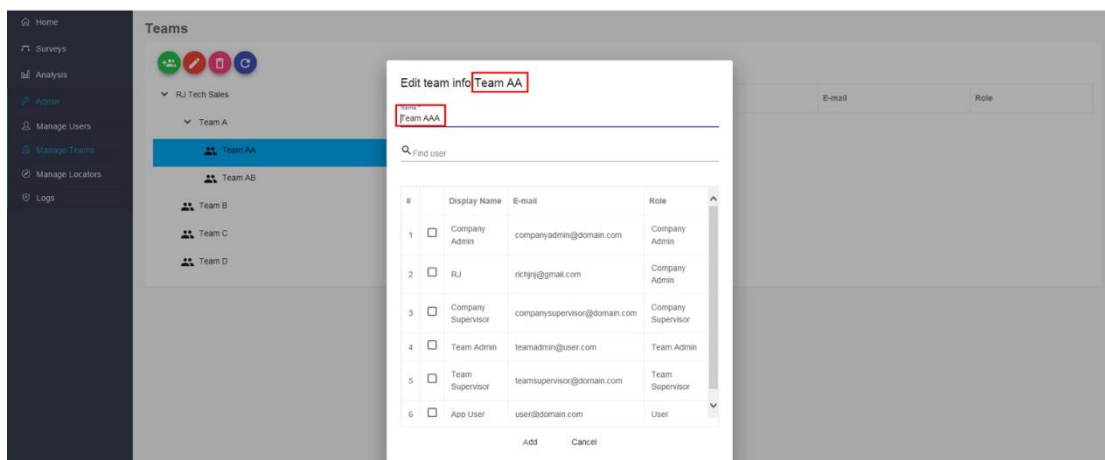 Home
Surveys
Analysis
Admin
Manage Users
Manage Teams
Manage Locators
Logs
Teams
RJ Tech Sales
Team A
Team AA
Team AB
Team B
Team C
Team D
E-mail Role
Edit team info Team AA
Name *
Team AAA
Find user
# Display Name E-mail Role
1 Company Admin companyadmin@domain.com Company Admin
2 RJ richjnj@gmail.com Company Admin
3 Company Supervisor companysupervisor@domain.com Company Supervisor
4 Team Admin teamadmin@user.com Team Admin
5 Team Supervisor teamsupervisor@domain.com Team Supervisor
6 App User user@domain.com User
Add Cancel